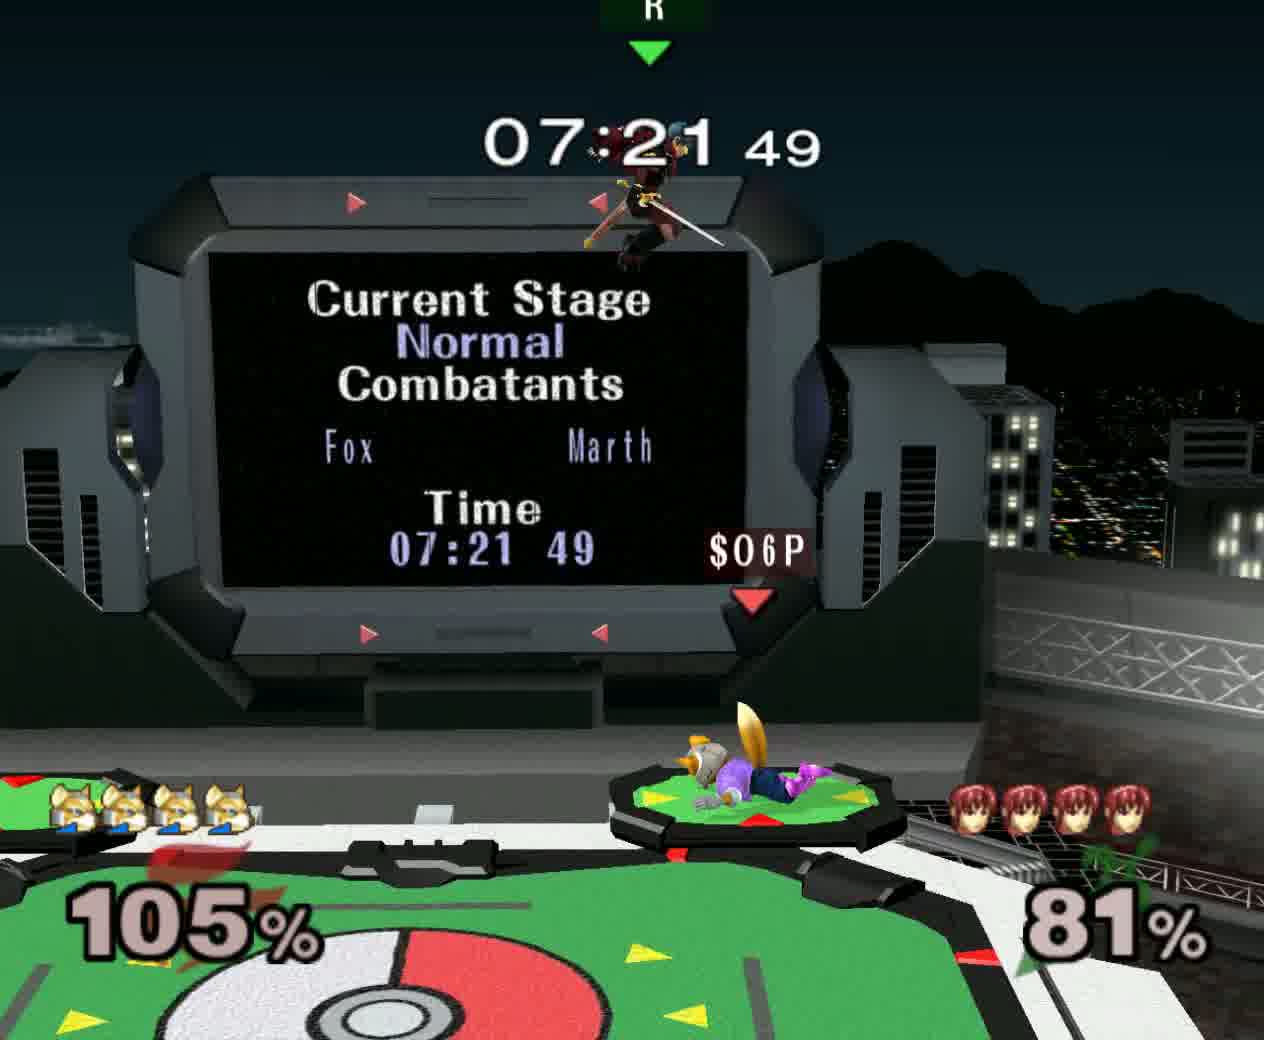 R
07:21 49
Current Stage
Normal
Combatants
Fox Marth
Time
07:21 49
$06P
105%
81%